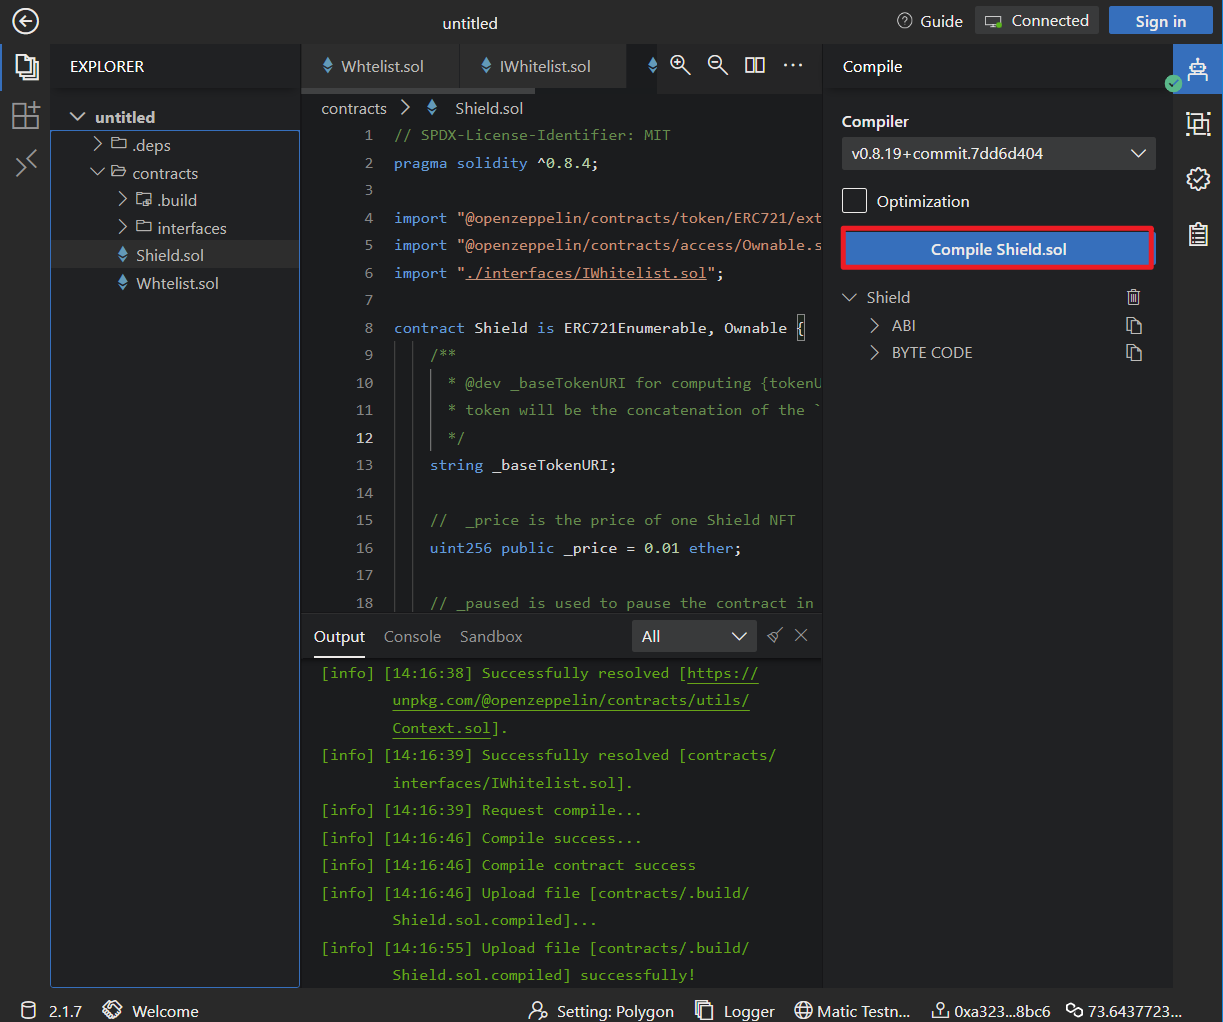 untitled
Guide
Connected
Sign in
EXPLORER
untitled
.deps
contracts
.build
interfaces
Shield.sol
Whtelist.sol
Whtelist.sol
IWhitelist.sol
contracts > Shield.sol
1 // SPDX-License-Identifier: MIT
2 pragma solidity ^0.8.4;
3
4 import "@openzeppelin/contracts/token/ERC721/ext
5 import "@openzeppelin/contracts/access/Ownable.s
6 import "./interfaces/IWhitelist.sol";
7
8 contract Shield is ERC721Enumerable, Ownable {
9 /**
10 * @dev _baseTokenURI for computing {tokenU
11 * token will be the concatenation of the `
12 */
13 string _baseTokenURI;
14
15 //  _price is the price of one Shield NFT
16 uint256 public _price = 0.01 ether;
17
18 // _paused is used to pause the contract in
Output
Console
Sandbox
All
[info] [14:16:38] Successfully resolved [https://
unpkg.com/@openzeppelin/contracts/utils/
Context.sol].
[info] [14:16:39] Successfully resolved [contracts/
interfaces/IWhitelist.sol].
[info] [14:16:39] Request compile...
[info] [14:16:46] Compile success...
[info] [14:16:46] Compile contract success
[info] [14:16:46] Upload file [contracts/.build/
Shield.sol.compiled]...
[info] [14:16:55] Upload file [contracts/.build/
Shield.sol.compiled] successfully!
Compile
Compiler
v0.8.19+commit.7dd6d404
Optimization
Compile Shield.sol
Shield
ABI
BYTE CODE
2.1.7
Welcome
Setting: Polygon
Logger
Matic Testn...
0xa323...8bc6
73.6437723...